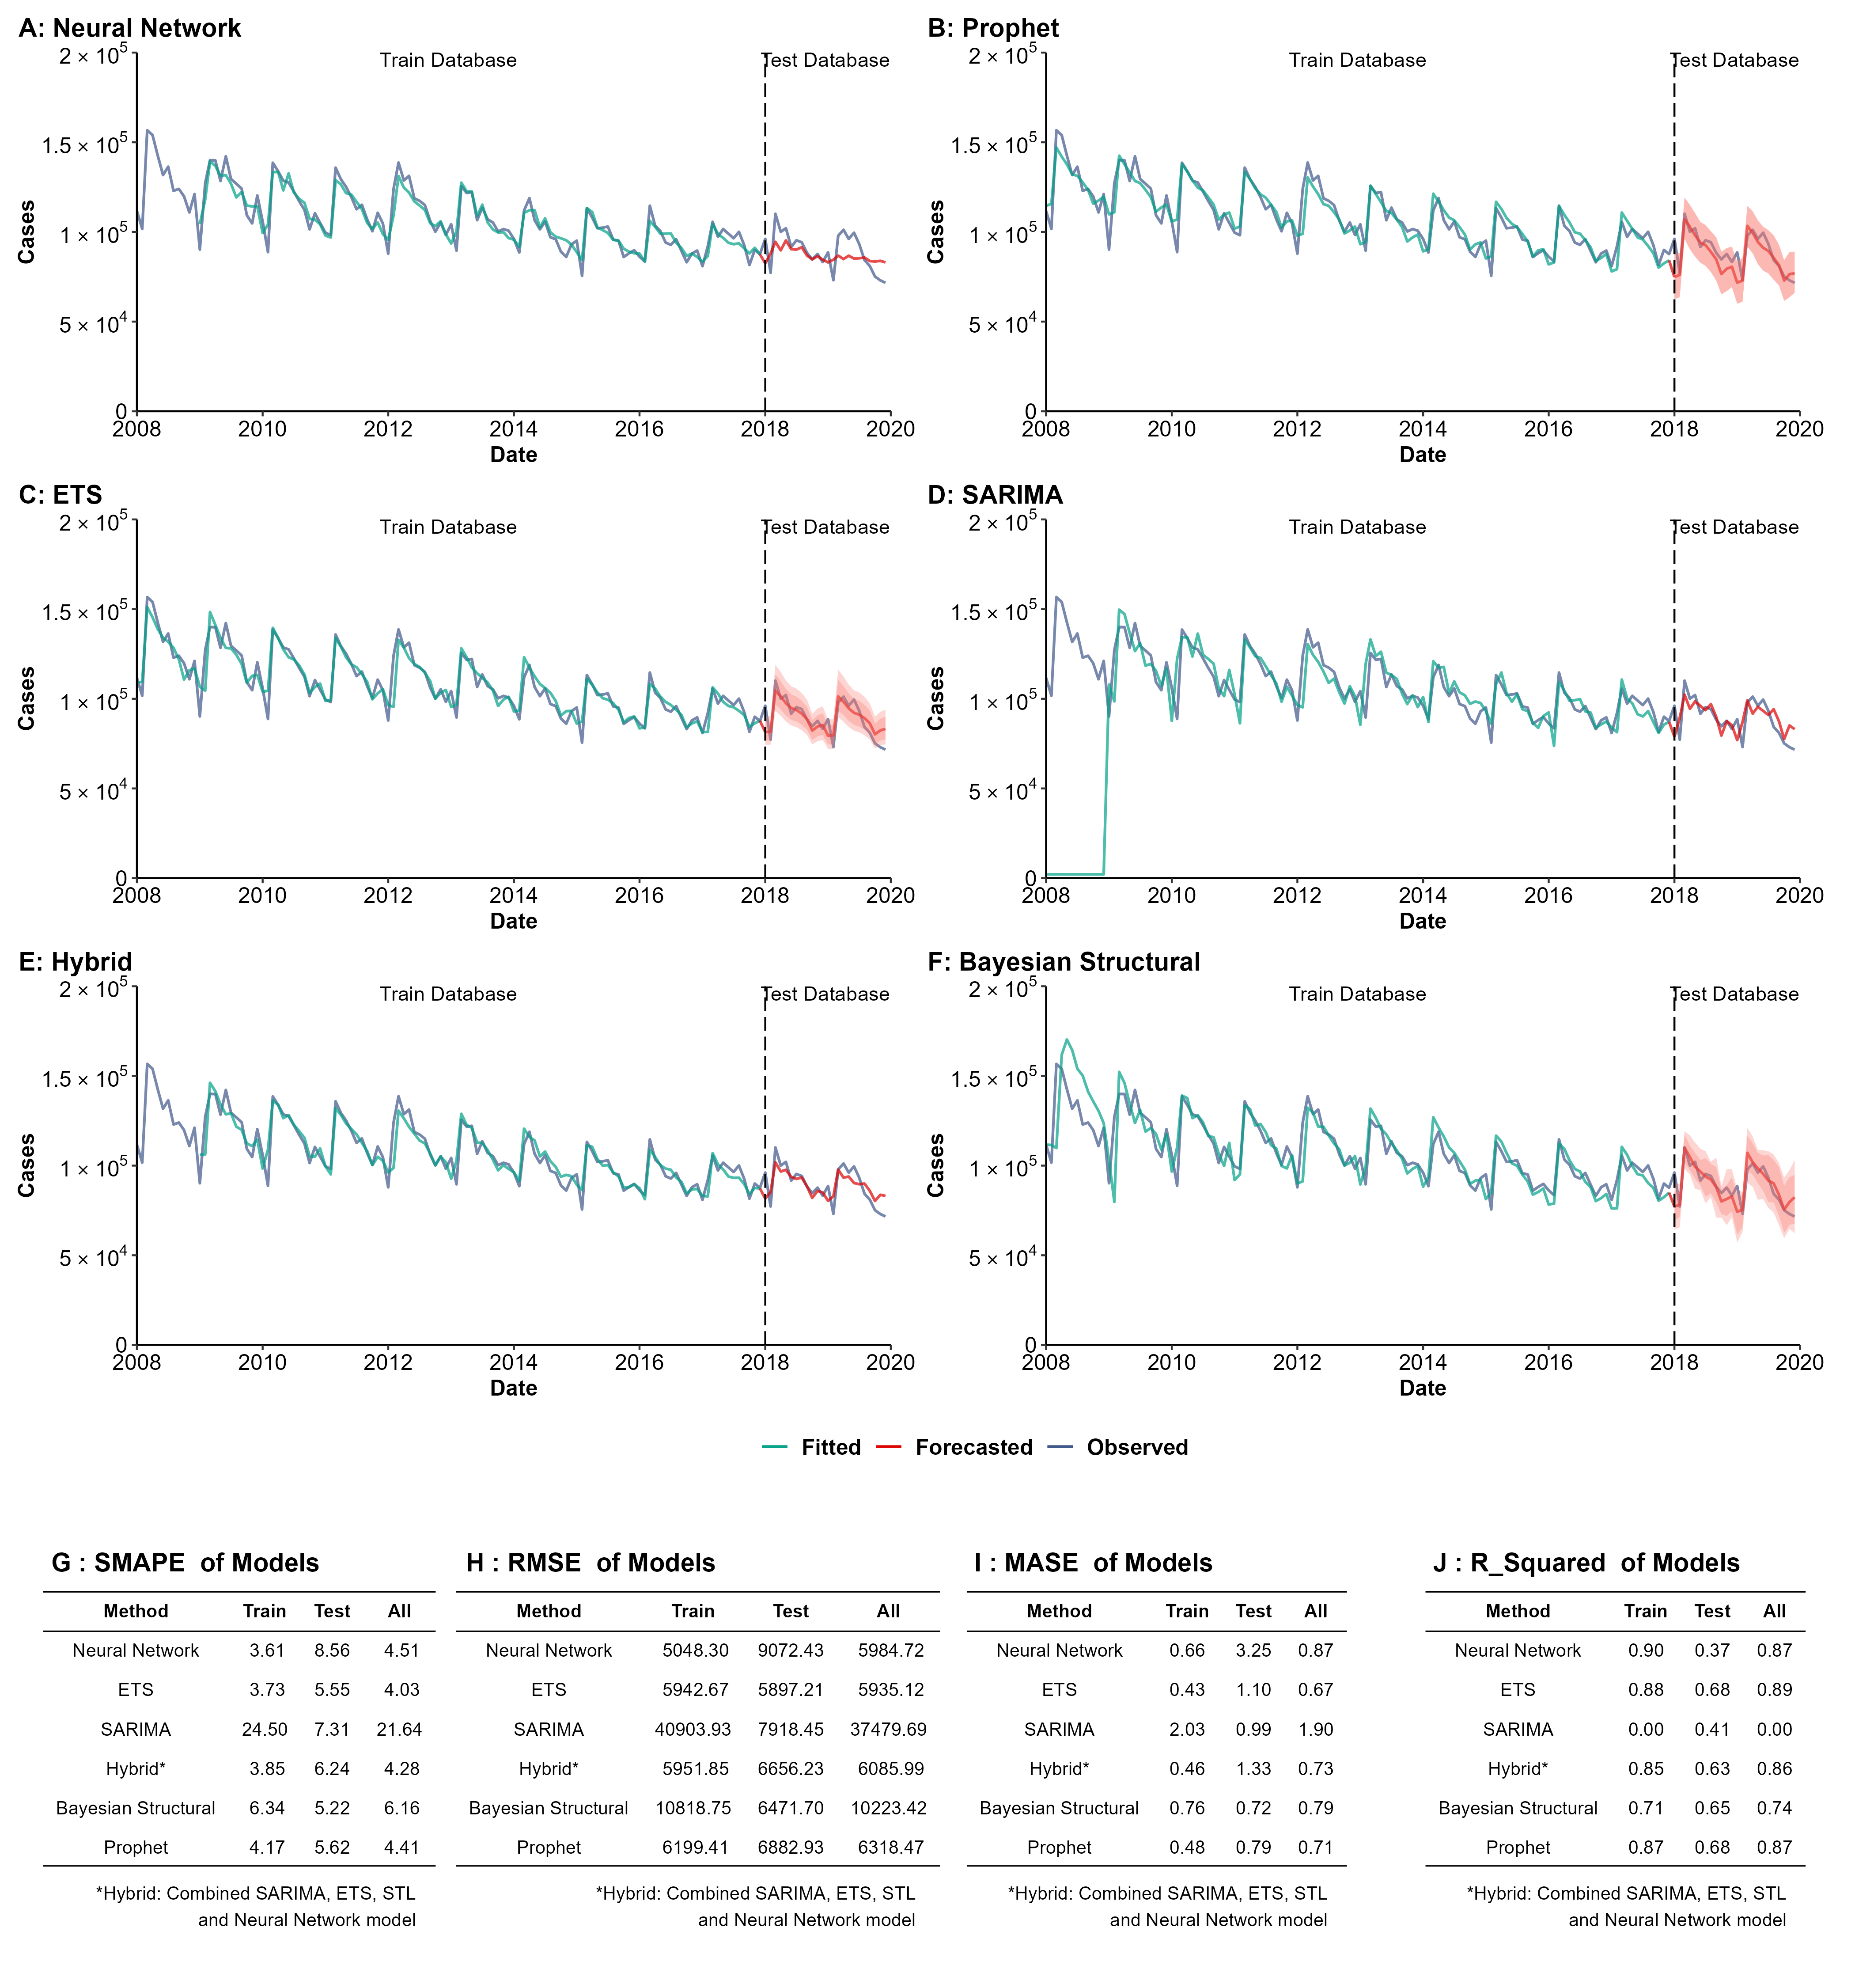 A: Neural Network
Train Database
Test Database
2 × 10^5
1.5 × 10^5
1 × 10^5
5 × 10^4
0
Cases
2008 2010 2012 2014 2016 2018 2020
Date
B: Prophet
Train Database
Test Database
2 × 10^5
1.5 × 10^5
1 × 10^5
5 × 10^4
0
Cases
2008 2010 2012 2014 2016 2018 2020
Date
C: ETS
Train Database
Test Database
2 × 10^5
1.5 × 10^5
1 × 10^5
5 × 10^4
0
Cases
2008 2010 2012 2014 2016 2018 2020
Date
D: SARIMA
Train Database
Test Database
2 × 10^5
1.5 × 10^5
1 × 10^5
5 × 10^4
0
Cases
2008 2010 2012 2014 2016 2018 2020
Date
E: Hybrid
Train Database
Test Database
2 × 10^5
1.5 × 10^5
1 × 10^5
5 × 10^4
0
Cases
2008 2010 2012 2014 2016 2018 2020
Date
F: Bayesian Structural
Train Database
Test Database
2 × 10^5
1.5 × 10^5
1 × 10^5
5 × 10^4
0
Cases
2008 2010 2012 2014 2016 2018 2020
Date
Fitted Forecasted Observed
G : SMAPE of Models
Method Train Test All
Neural Network 3.61 8.56 4.51
ETS 3.73 5.55 4.03
SARIMA 24.50 7.31 21.64
Hybrid* 3.85 6.24 4.28
Bayesian Structural 6.34 5.22 6.16
Prophet 4.17 5.62 4.41
*Hybrid: Combined SARIMA, ETS, STL
and Neural Network model
H : RMSE of Models
Method Train Test All
Neural Network 5048.30 9072.43 5984.72
ETS 5942.67 5897.21 5935.12
SARIMA 40903.93 7918.45 37479.69
Hybrid* 5951.85 6656.23 6085.99
Bayesian Structural 10818.75 6471.70 10223.42
Prophet 6199.41 6882.93 6318.47
*Hybrid: Combined SARIMA, ETS, STL
and Neural Network model
I : MASE of Models
Method Train Test All
Neural Network 0.66 3.25 0.87
ETS 0.43 1.10 0.67
SARIMA 2.03 0.99 1.90
Hybrid* 0.46 1.33 0.73
Bayesian Structural 0.76 0.72 0.79
Prophet 0.48 0.79 0.71
*Hybrid: Combined SARIMA, ETS, STL
and Neural Network model
J : R_Squared of Models
Method Train Test All
Neural Network 0.90 0.37 0.87
ETS 0.88 0.68 0.89
SARIMA 0.00 0.41 0.00
Hybrid* 0.85 0.63 0.86
Bayesian Structural 0.71 0.65 0.74
Prophet 0.87 0.68 0.87
*Hybrid: Combined SARIMA, ETS, STL
and Neural Network model